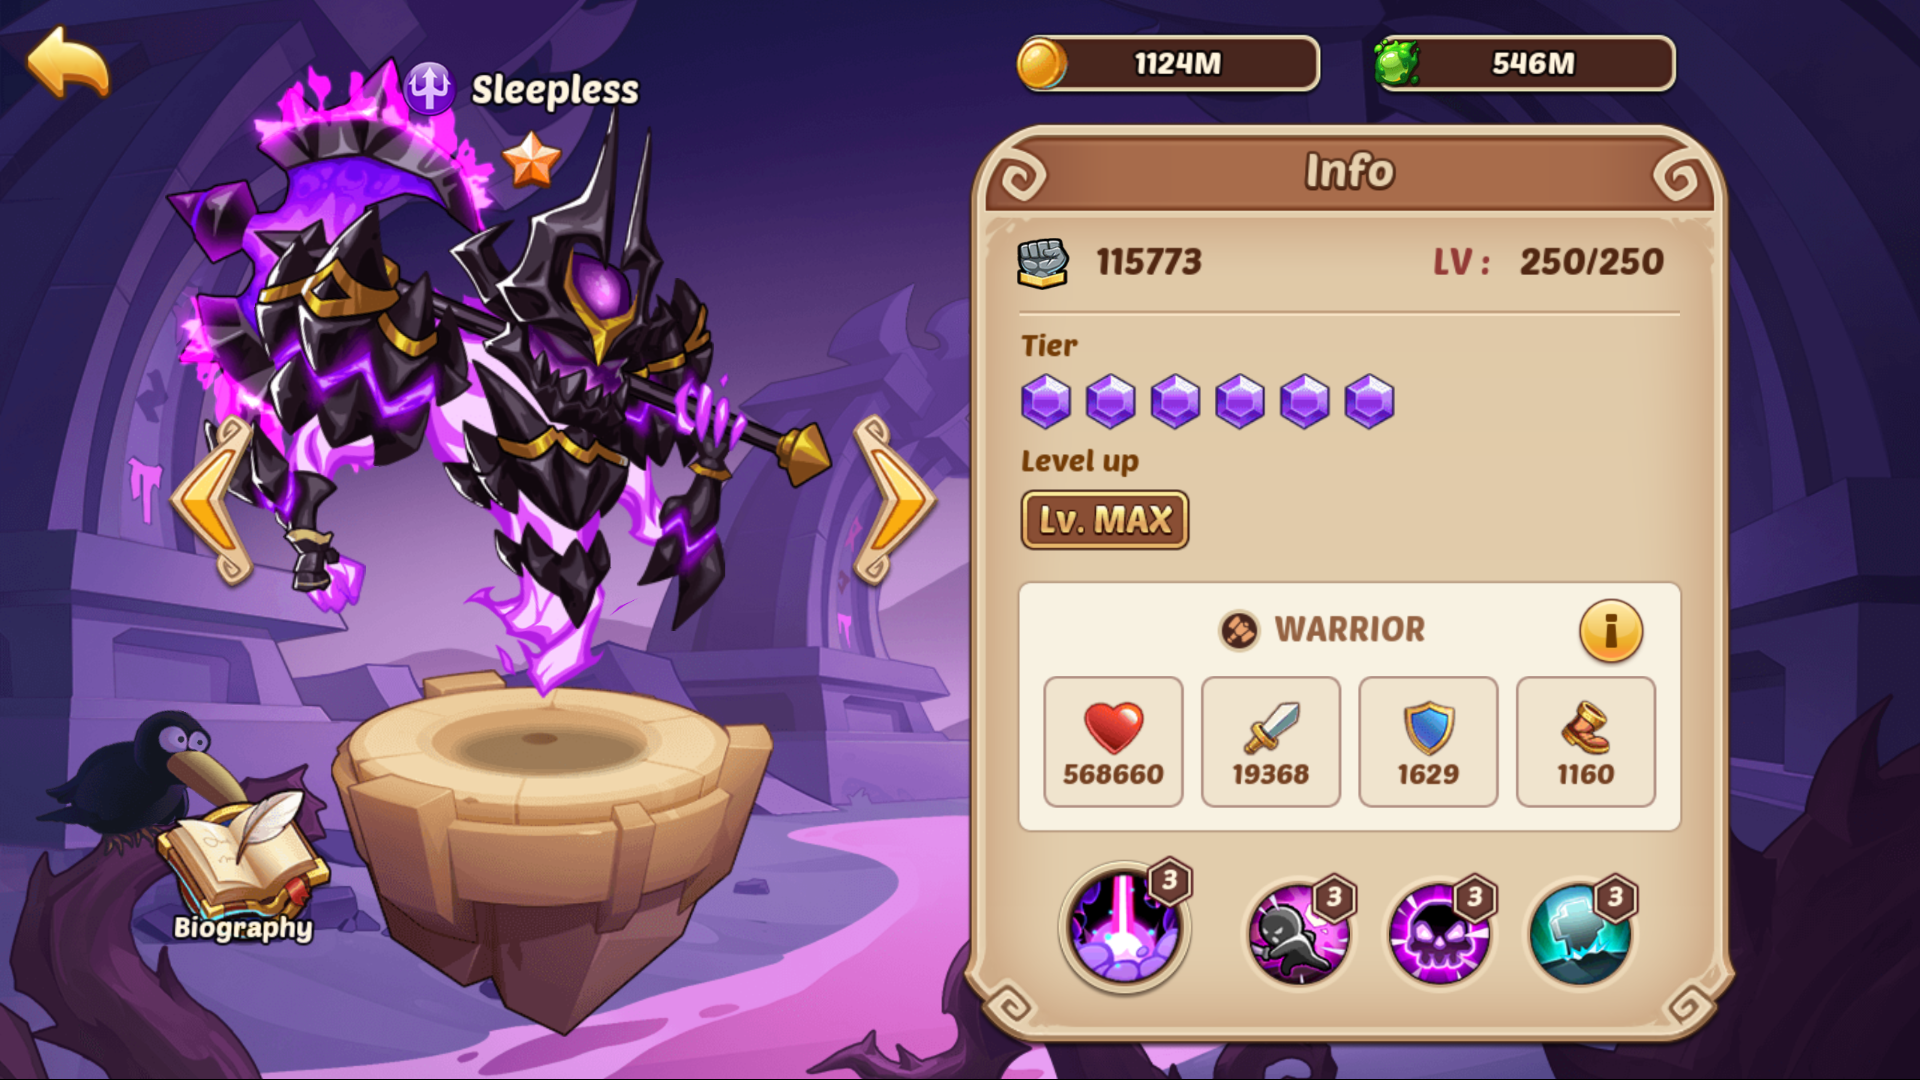 Sleepless
1124M
546M
Info
115773
LV : 250/250
Tier
Level up
Lv. MAX
WARRIOR
i
568660
19368
1629
1160
3
3
3
3
Biography